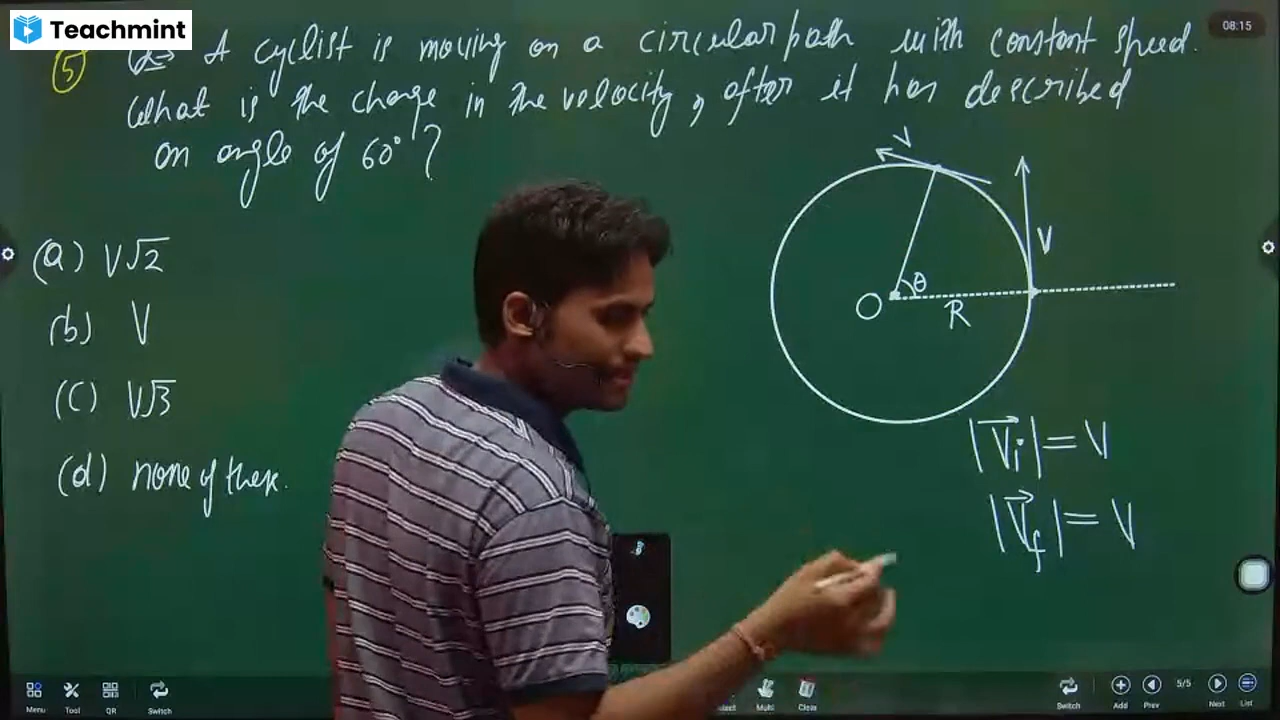 Teachmint
08:15
(5) Q⇒ A cyclist is moving on a circular path with constant speed.
What is the change in the velocity, after it has described
an angle of 60°?
(a) V√2
(b) V
(c) V√3
(d) none of these.
V
V
O
θ
R
|V⃗i| = V
|V⃗f| = V
Menu
Tool
QR
Switch
Multi
Clear
Switch
Add
Prev
5/5
Next
List